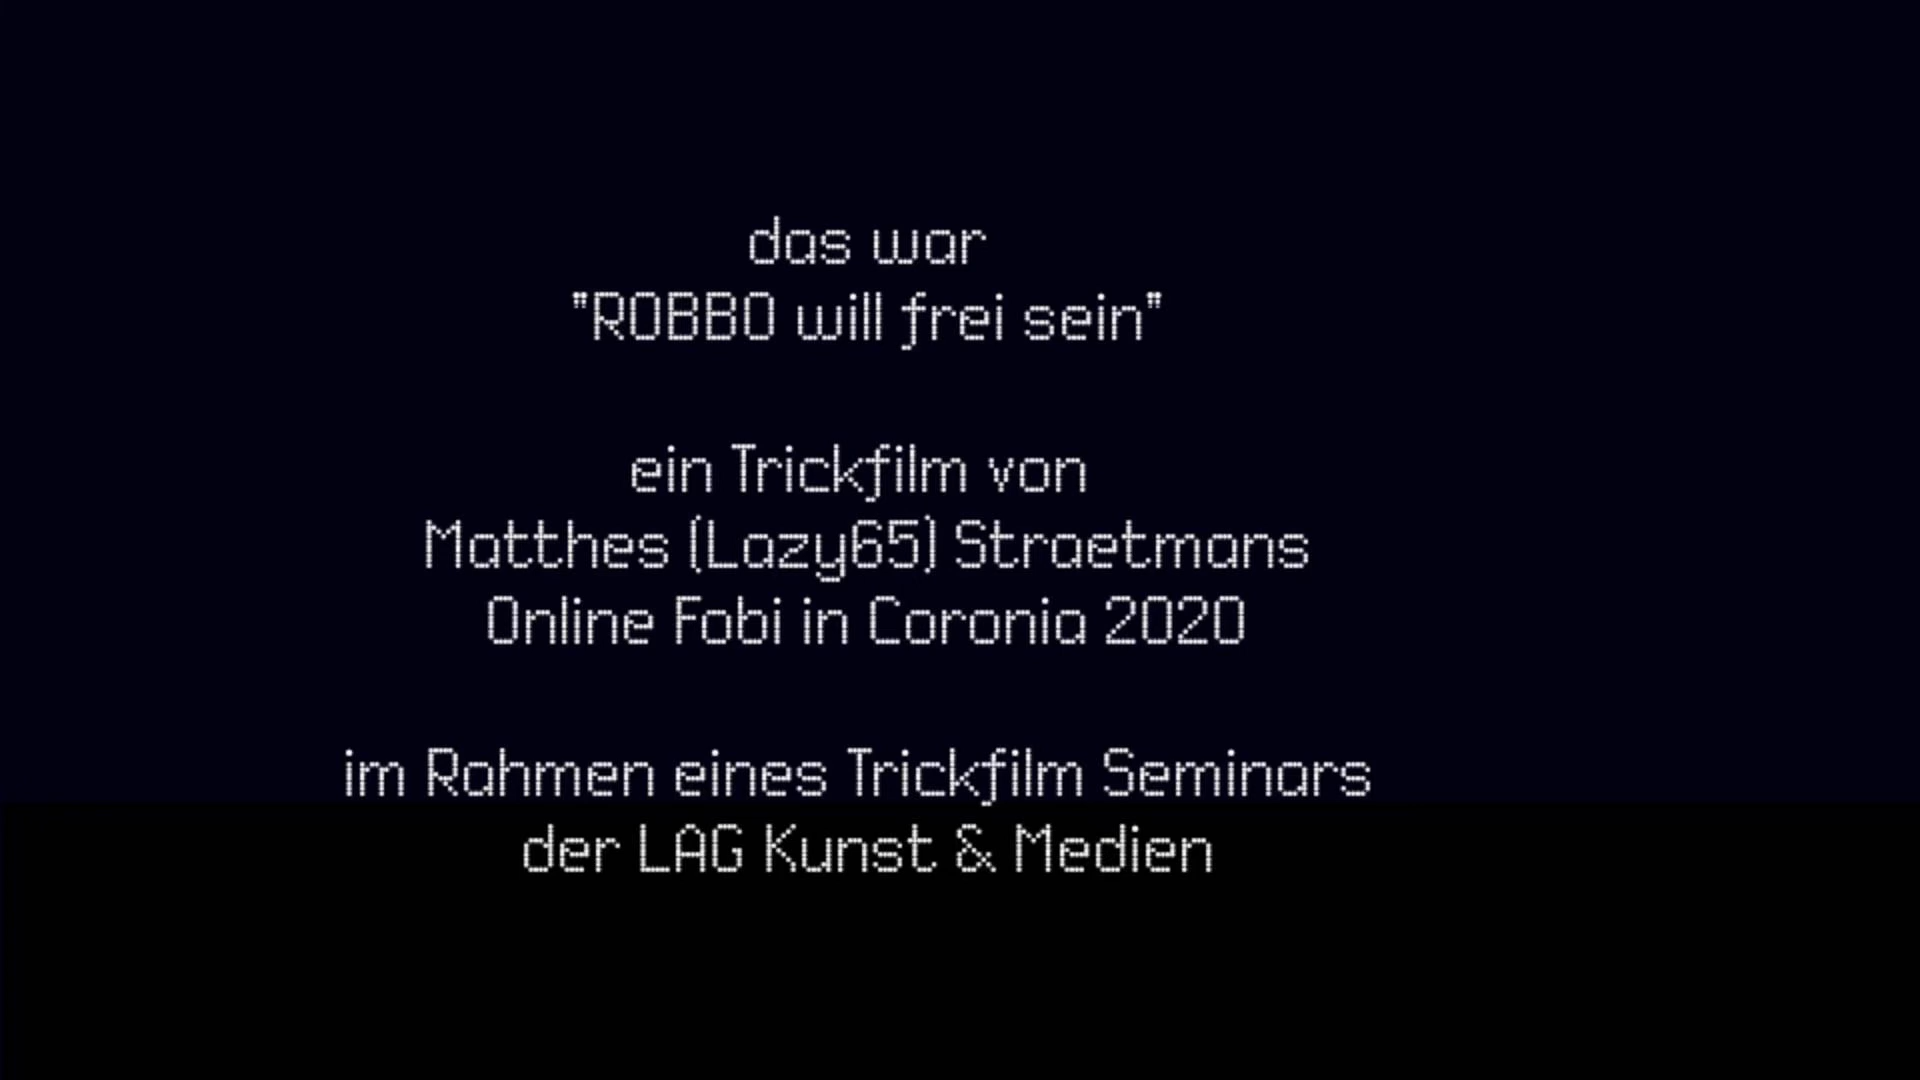 das war
"ROBBO will frei sein"
ein Trickfilm von
Matthes (Lazy65) Straetmans
Online Fobi in Coronia 2020
im Rahmen eines Trickfilm Seminars
der LAG Kunst & Medien